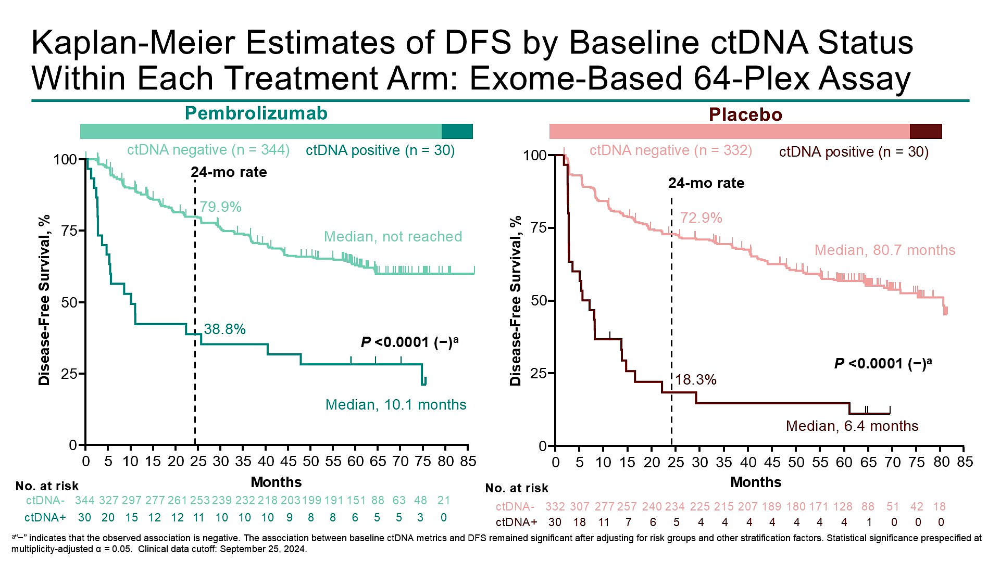 Kaplan-Meier Estimates of DFS by Baseline ctDNA Status
Within Each Treatment Arm: Exome-Based 64-Plex Assay
Pembrolizumab
ctDNA negative (n = 344) ctDNA positive (n = 30)
100
75
50
25
0
Disease-Free Survival, %
24-mo rate
79.9%
Median, not reached
38.8%
P <0.0001 (−)a
Median, 10.1 months
0 5 10 15 20 25 30 35 40 45 50 55 60 65 70 75 80 85
Months
No. at risk
ctDNA- 344 327 297 277 261 253 239 232 218 203 199 191 151 88 63 48 21
ctDNA+ 30 20 15 12 12 11 10 10 10 9 8 8 6 5 5 3 0
Placebo
ctDNA negative (n = 332) ctDNA positive (n = 30)
100
75
50
25
0
Disease-Free Survival, %
24-mo rate
72.9%
Median, 80.7 months
P <0.0001 (−)a
18.3%
Median, 6.4 months
0 5 10 15 20 25 30 35 40 45 50 55 60 65 70 75 80 85
Months
No. at risk
ctDNA- 332 307 277 257 240 234 225 215 207 189 180 171 128 88 51 42 18
ctDNA+ 30 18 11 7 6 5 4 4 4 4 4 4 4 1 0 0 0
a“−” indicates that the observed association is negative. The association between baseline ctDNA metrics and DFS remained significant after adjusting for risk groups and other stratification factors. Statistical significance prespecified at
multiplicity-adjusted α = 0.05. Clinical data cutoff: September 25, 2024.